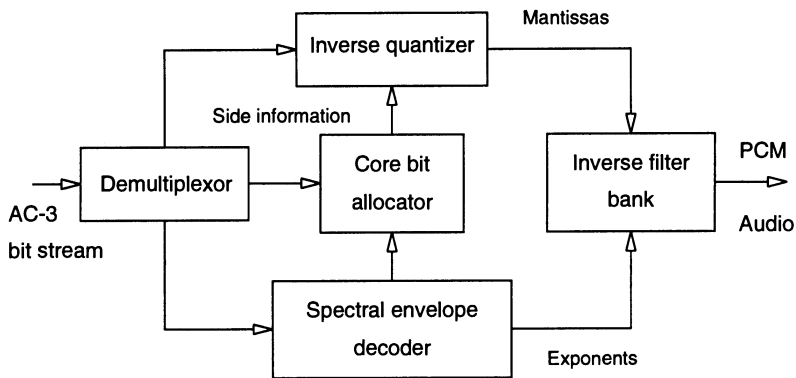 Mantissas
Inverse quantizer
Side information
Core bit
allocator
Demultiplexor
AC-3
bit stream
Inverse filter
bank
PCM
Audio
Spectral envelope
decoder
Exponents